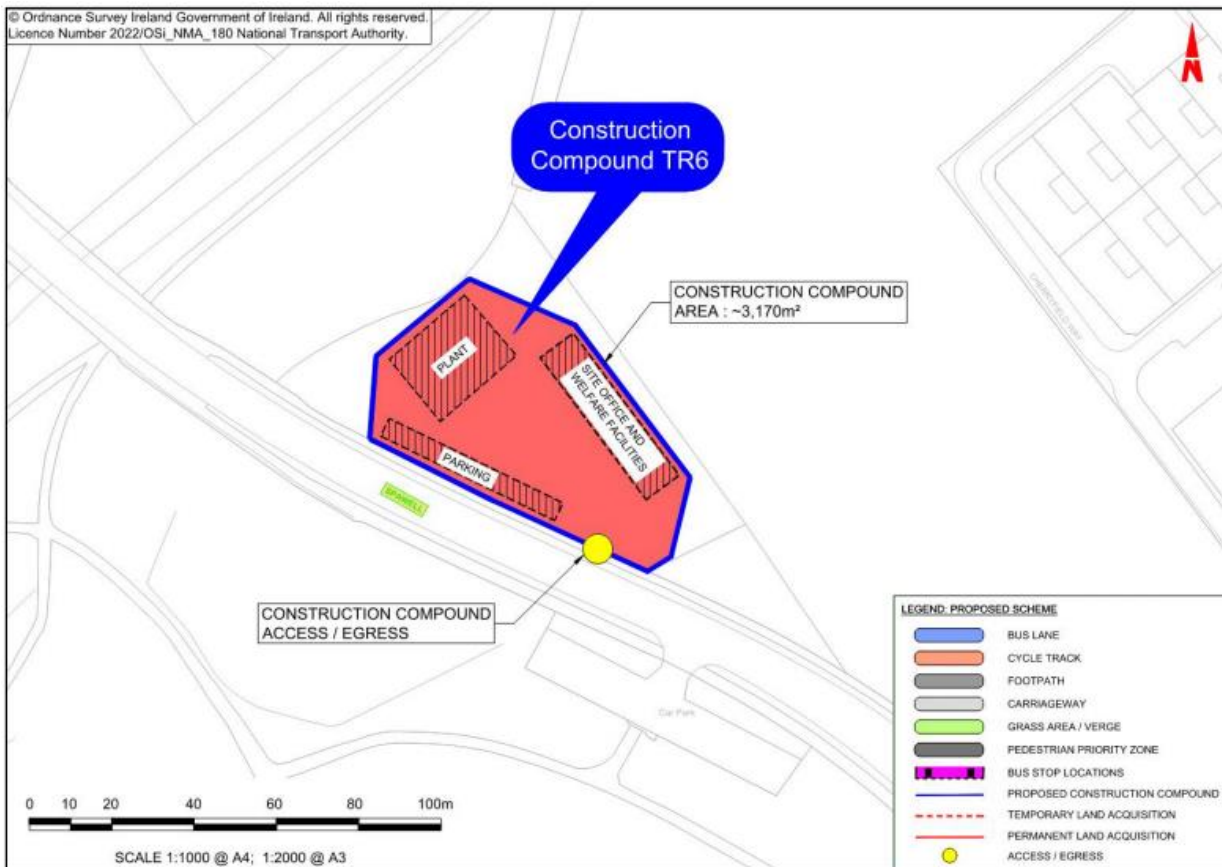 © Ordnance Survey Ireland Government of Ireland. All rights reserved.
Licence Number 2022/OSi_NMA_180 National Transport Authority.
N
Construction
Compound TR6
CONSTRUCTION COMPOUND
AREA : ~3,170m²
PLANT
SITE OFFICE AND
WELFARE FACILITIES
PARKING
SPAWELL
CHERRYFIELD WAY
CONSTRUCTION COMPOUND
ACCESS / EGRESS
Car Park
LEGEND: PROPOSED SCHEME
BUS LANE
CYCLE TRACK
FOOTPATH
CARRIAGEWAY
GRASS AREA / VERGE
PEDESTRIAN PRIORITY ZONE
BUS STOP LOCATIONS
PROPOSED CONSTRUCTION COMPOUND
TEMPORARY LAND ACQUISITION
PERMANENT LAND ACQUISITION
ACCESS / EGRESS
0 10 20 40 60 80 100m
SCALE 1:1000 @ A4; 1:2000 @ A3